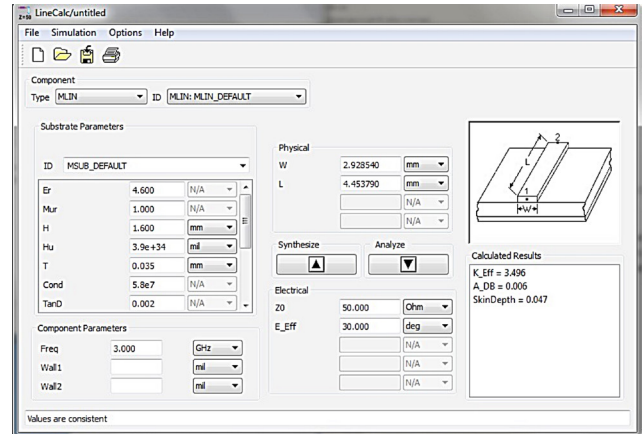 Z=50 LineCalc/untitled
File Simulation Options Help
Component
Type MLIN ID MLIN: MLIN_DEFAULT
Substrate Parameters
ID MSUB_DEFAULT
Er 4.600 N/A
Mur 1.000 N/A
H 1.600 mm
Hu 3.9e+34 mil
T 0.035 mm
Cond 5.8e7 N/A
TanD 0.002 N/A
Component Parameters
Freq 3.000 GHz
Wall1 mil
Wall2 mil
Physical
W 2.928540 mm
L 4.453790 mm
N/A
N/A
Synthesize Analyze
Electrical
Z0 50.000 Ohm
E_Eff 30.000 deg
N/A
N/A
N/A
2
L
1
W
Calculated Results
K_Eff = 3.496
A_DB = 0.006
SkinDepth = 0.047
Values are consistent